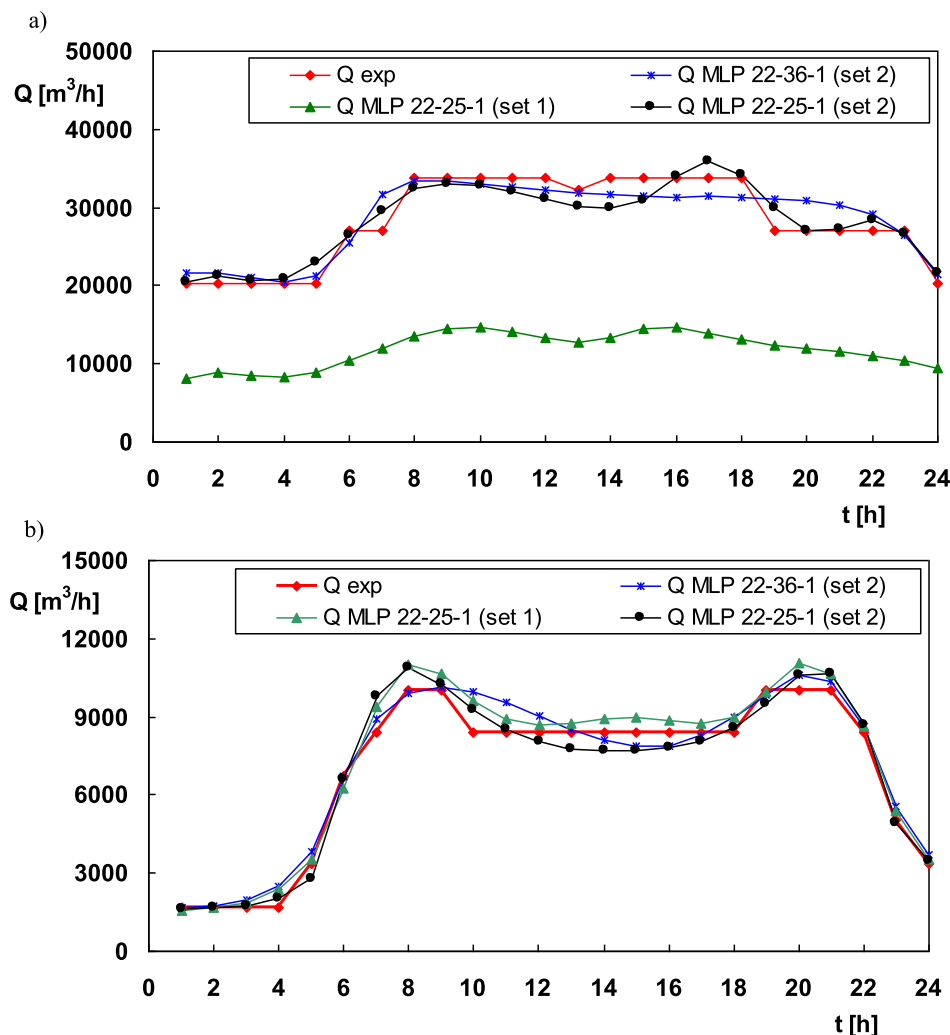 a)
50000
Q [m³/h]
40000
30000
20000
10000
0
Q exp
Q MLP 22-36-1 (set 2)
Q MLP 22-25-1 (set 1)
Q MLP 22-25-1 (set 2)
0 2 4 6 8 10 12 14 16 18 20 22 24
t [h]
b)
15000
Q [m³/h]
12000
9000
6000
3000
0
Q exp
Q MLP 22-36-1 (set 2)
Q MLP 22-25-1 (set 1)
Q MLP 22-25-1 (set 2)
0 2 4 6 8 10 12 14 16 18 20 22 24
t [h]